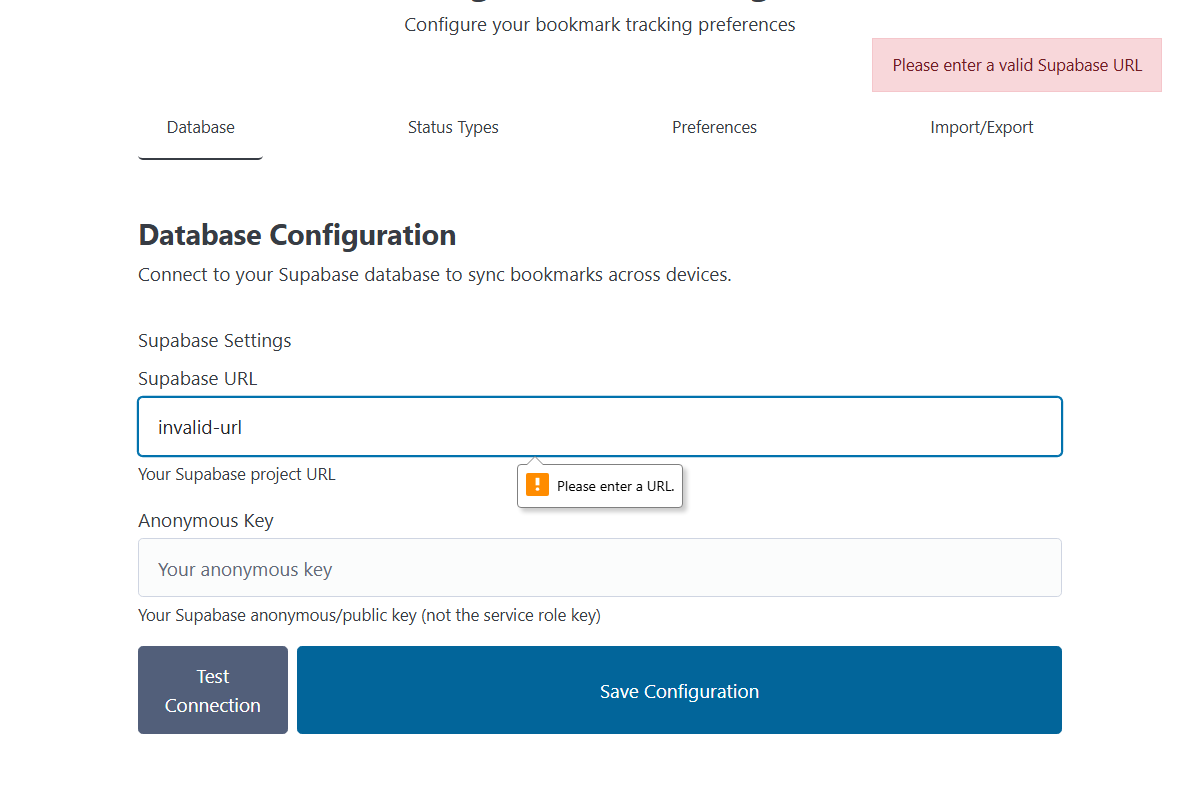 Configure your bookmark tracking preferences
Please enter a valid Supabase URL
Database
Status Types
Preferences
Import/Export
Database Configuration
Connect to your Supabase database to sync bookmarks across devices.
Supabase Settings
Supabase URL
invalid-url
Your Supabase project URL
Please enter a URL.
Anonymous Key
Your anonymous key
Your Supabase anonymous/public key (not the service role key)
Test
Connection
Save Configuration